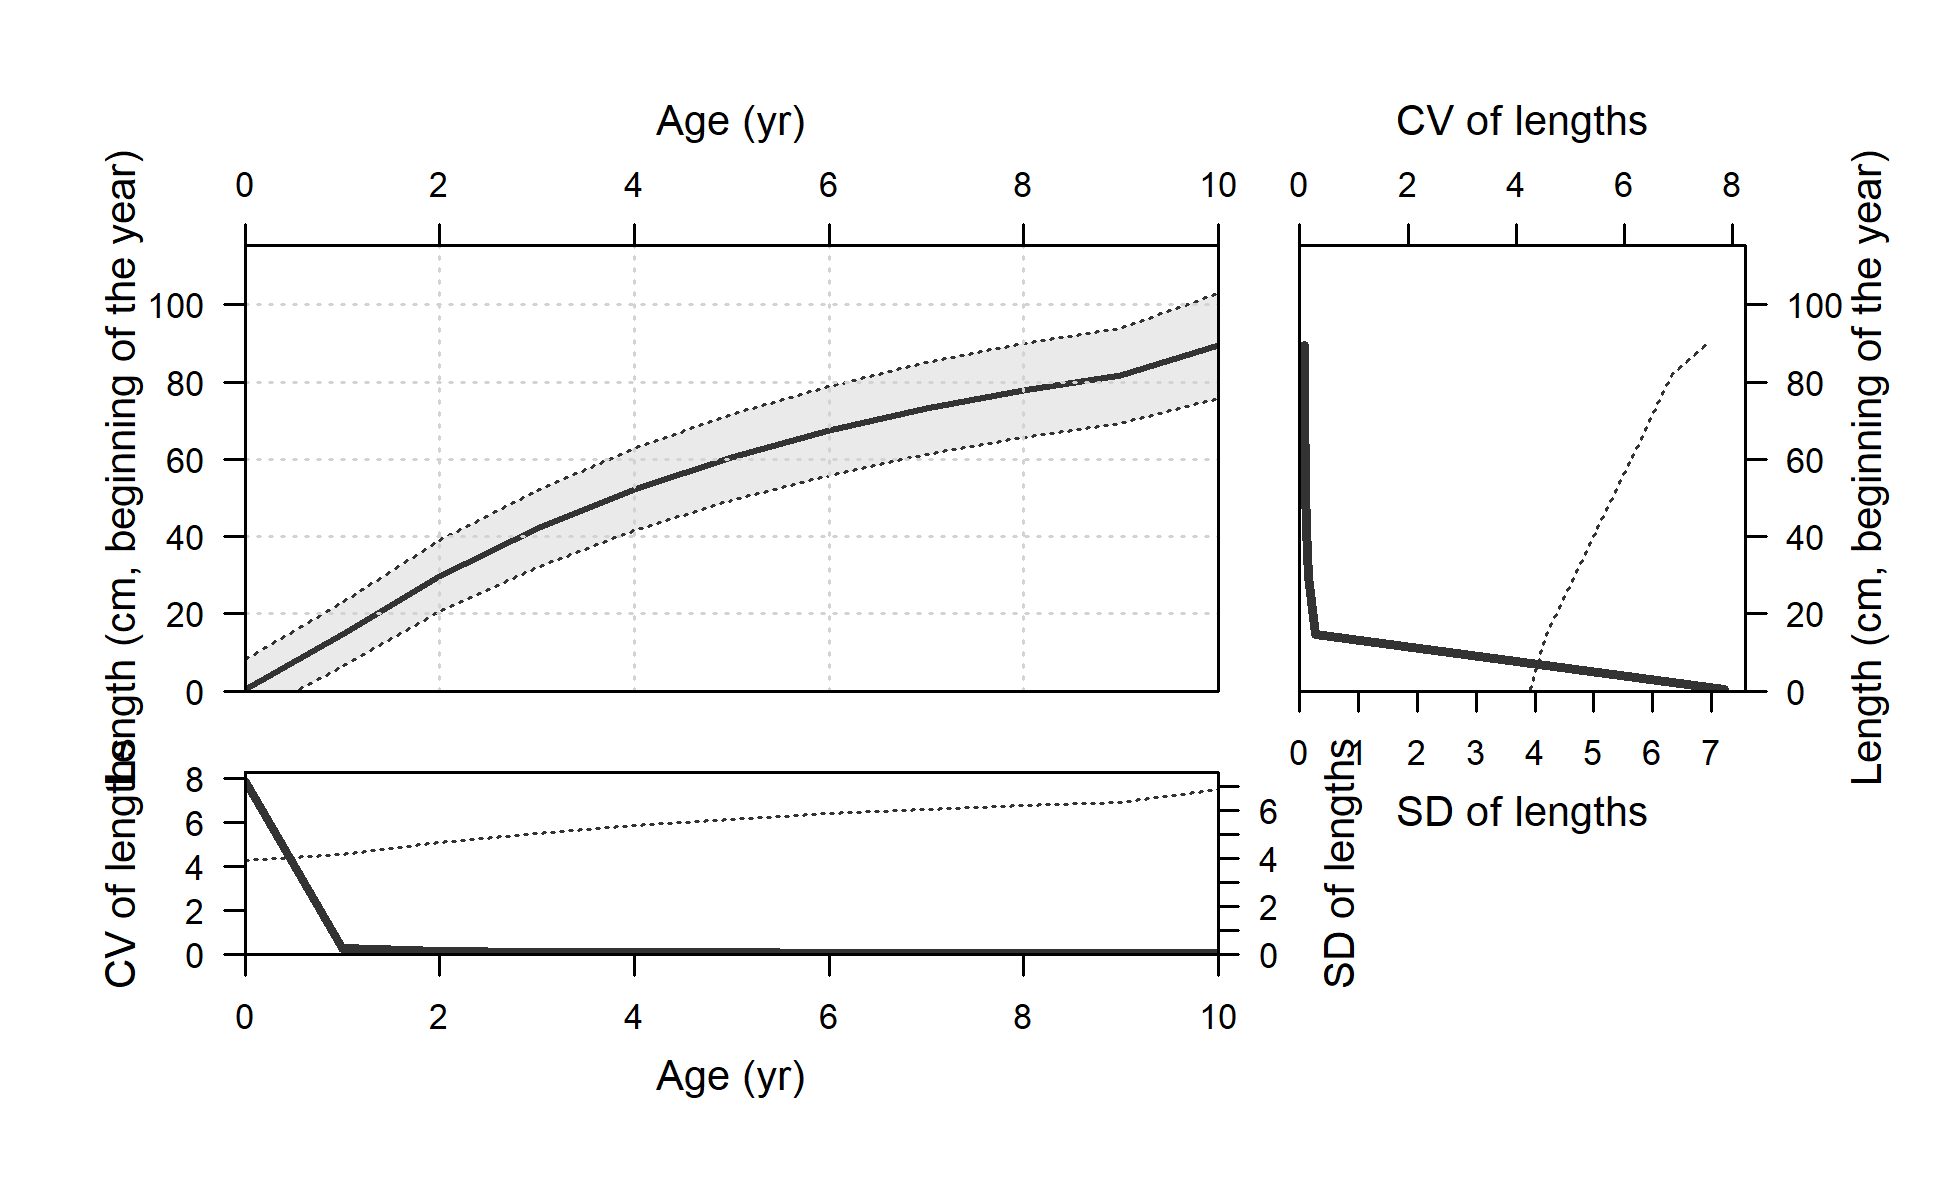 Age (yr)
CV of lengths
0 2 4 6 8 10
0 2 4 6 8
Length (cm, beginning of the year)
100
80
60
40
20
0
100
80
60
40
20
0
Length (cm, beginning of the year)
0 1 2 3 4 5 6 7
SD of lengths
CV of lengths
8
6
4
2
0
6
4
2
0
SD of lengths
0 2 4 6 8 10
Age (yr)